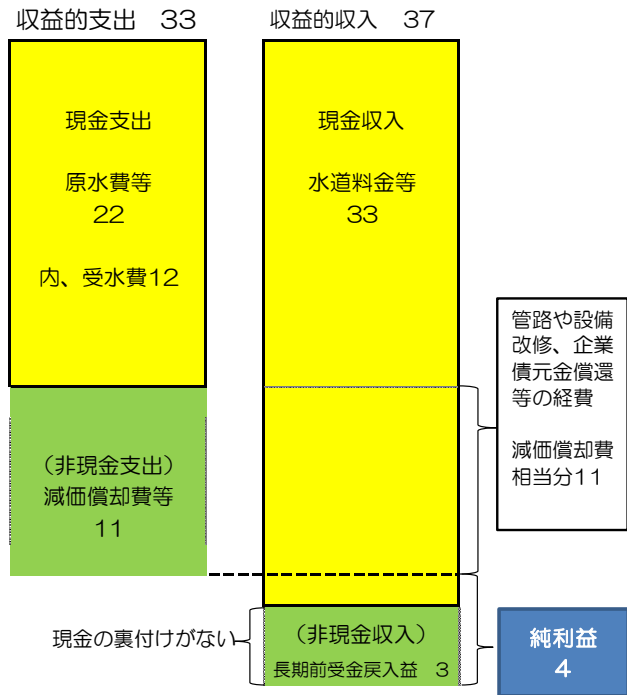 収益的支出　33
収益的収入　37
現金支出
原水費等
22
内、受水費12
現金収入
水道料金等
33
管路や設備
改修、企業
債元金償還
等の経費
減価償却費
相当分11
（非現金支出）
減価償却費等
11
現金の裏付けがない
（非現金収入）
長期前受金戻入益　3
純利益
4